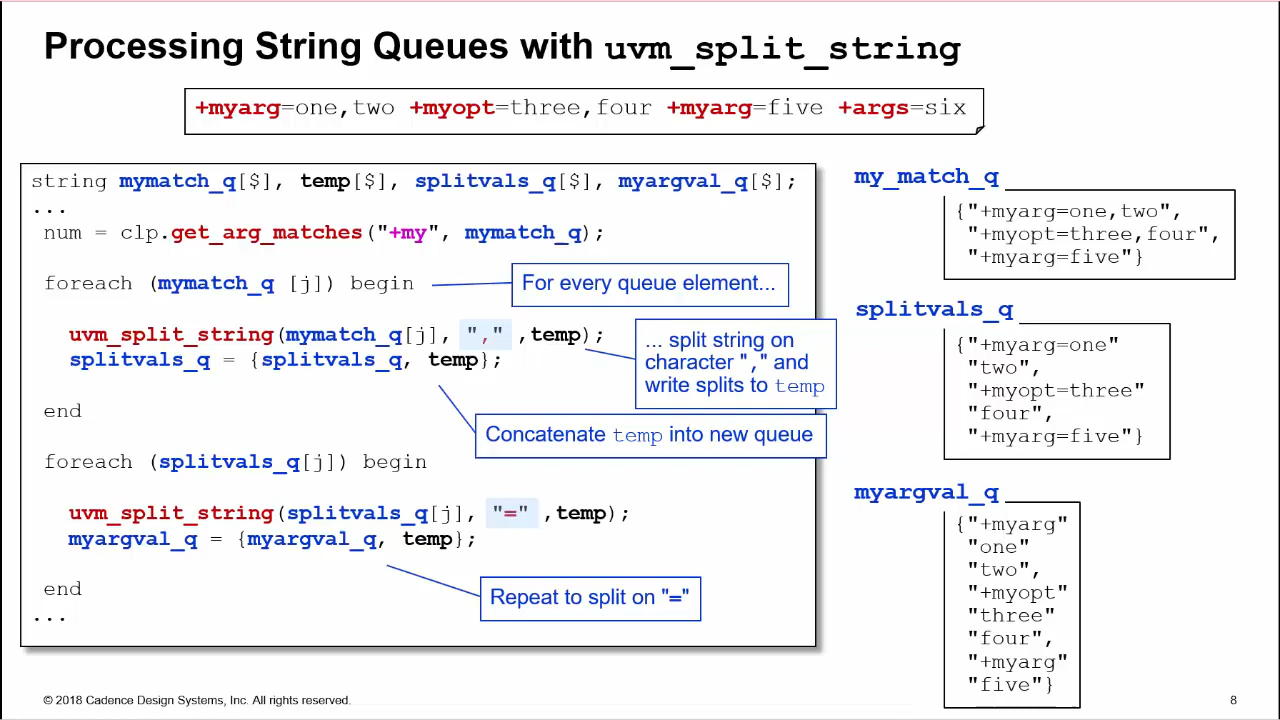 Processing String Queues with uvm_split_string
+myarg=one,two +myopt=three,four +myarg=five +args=six
string mymatch_q[$], temp[$], splitvals_q[$], myargval_q[$];
...
num = clp.get_arg_matches("+my", mymatch_q);
foreach (mymatch_q [j]) begin
For every queue element...
uvm_split_string(mymatch_q[j], "," ,temp);
splitvals_q = {splitvals_q, temp};
... split string on
character "," and
write splits to temp
end
Concatenate temp into new queue
foreach (splitvals_q[j]) begin
uvm_split_string(splitvals_q[j], "=" ,temp);
myargval_q = {myargval_q, temp};
end
Repeat to split on "="
...
my_match_q
{"+myarg=one,two",
"+myopt=three,four",
"+myarg=five"}
splitvals_q
{"+myarg=one"
"two",
"+myopt=three"
"four",
"+myarg=five"}
myargval_q
{"+myarg"
"one"
"two",
"+myopt"
"three"
"four",
"+myarg"
"five"}
© 2018 Cadence Design Systems, Inc. All rights reserved.
8